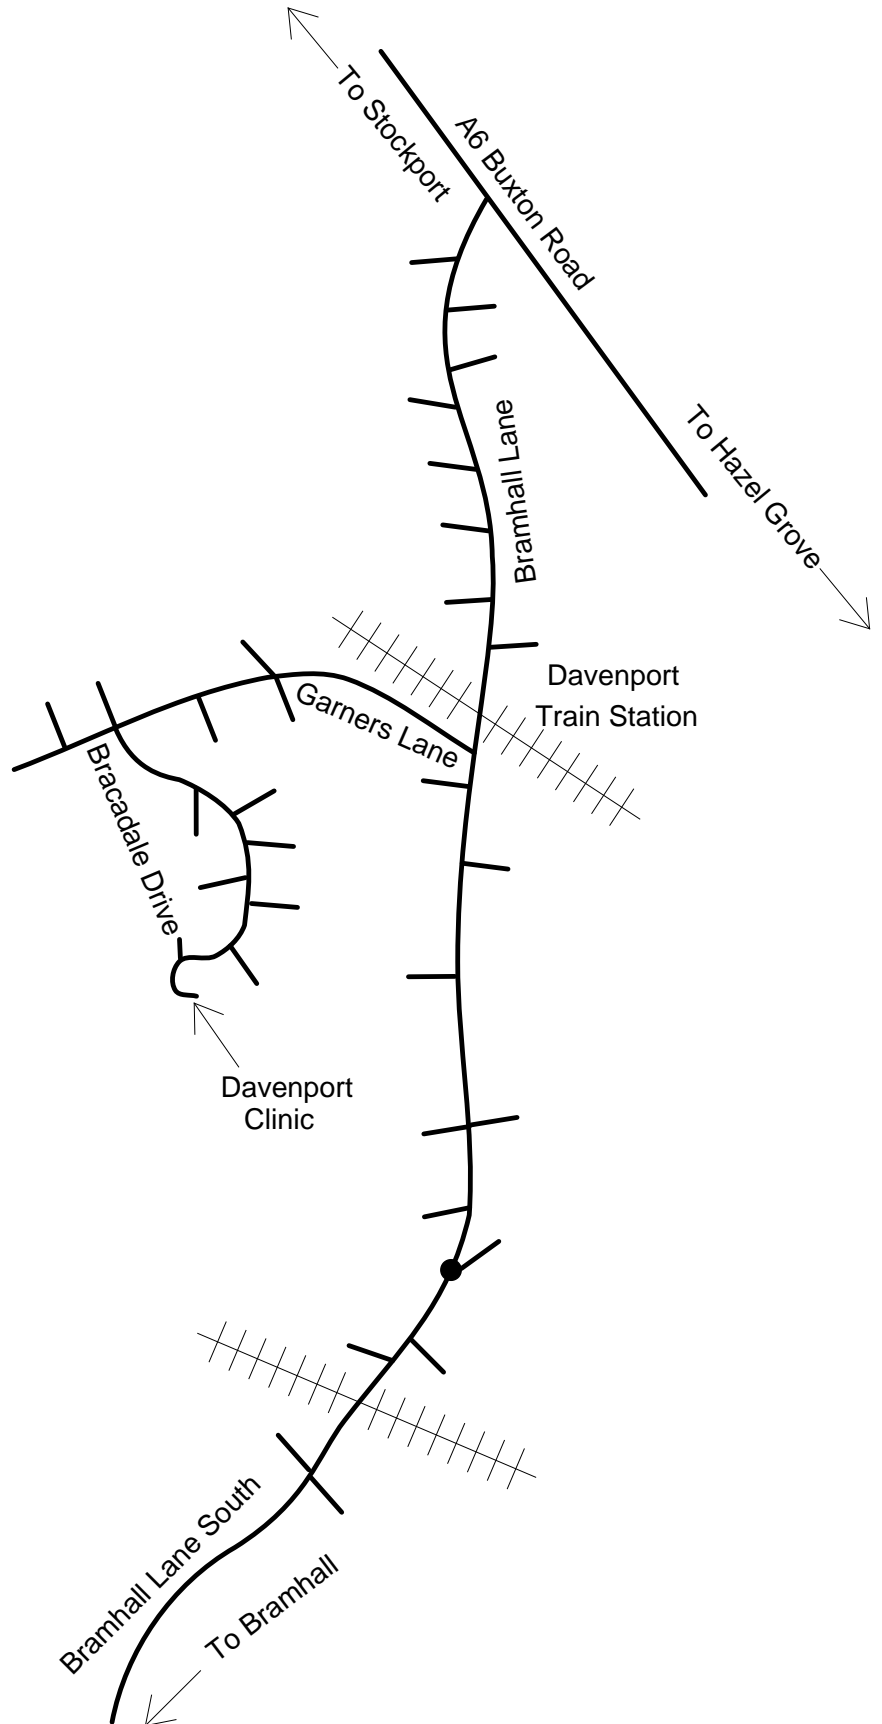 To Stockport
A6 Buxton Road
Bramhall Lane
To Hazel Grove
Davenport
Train Station
Garners Lane
Bracadale Drive
Davenport
Clinic
Bramhall Lane South
To Bramhall